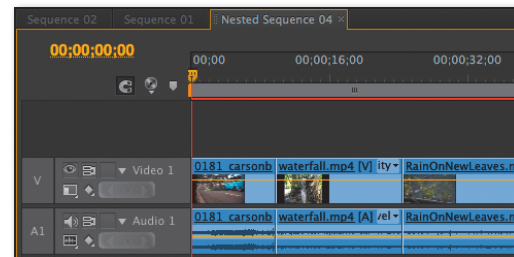 Sequence 02 Sequence 01 Nested Sequence 04 ×
00;00;00;00
00;00 00;00;16;00 00;00;32;00
V Video 1
0181_carsonb waterfall.mp4 [V] ity RainOnNewLeaves.m
A1 Audio 1
0181_carsonb waterfall.mp4 [A] vel RainOnNewLeaves.m